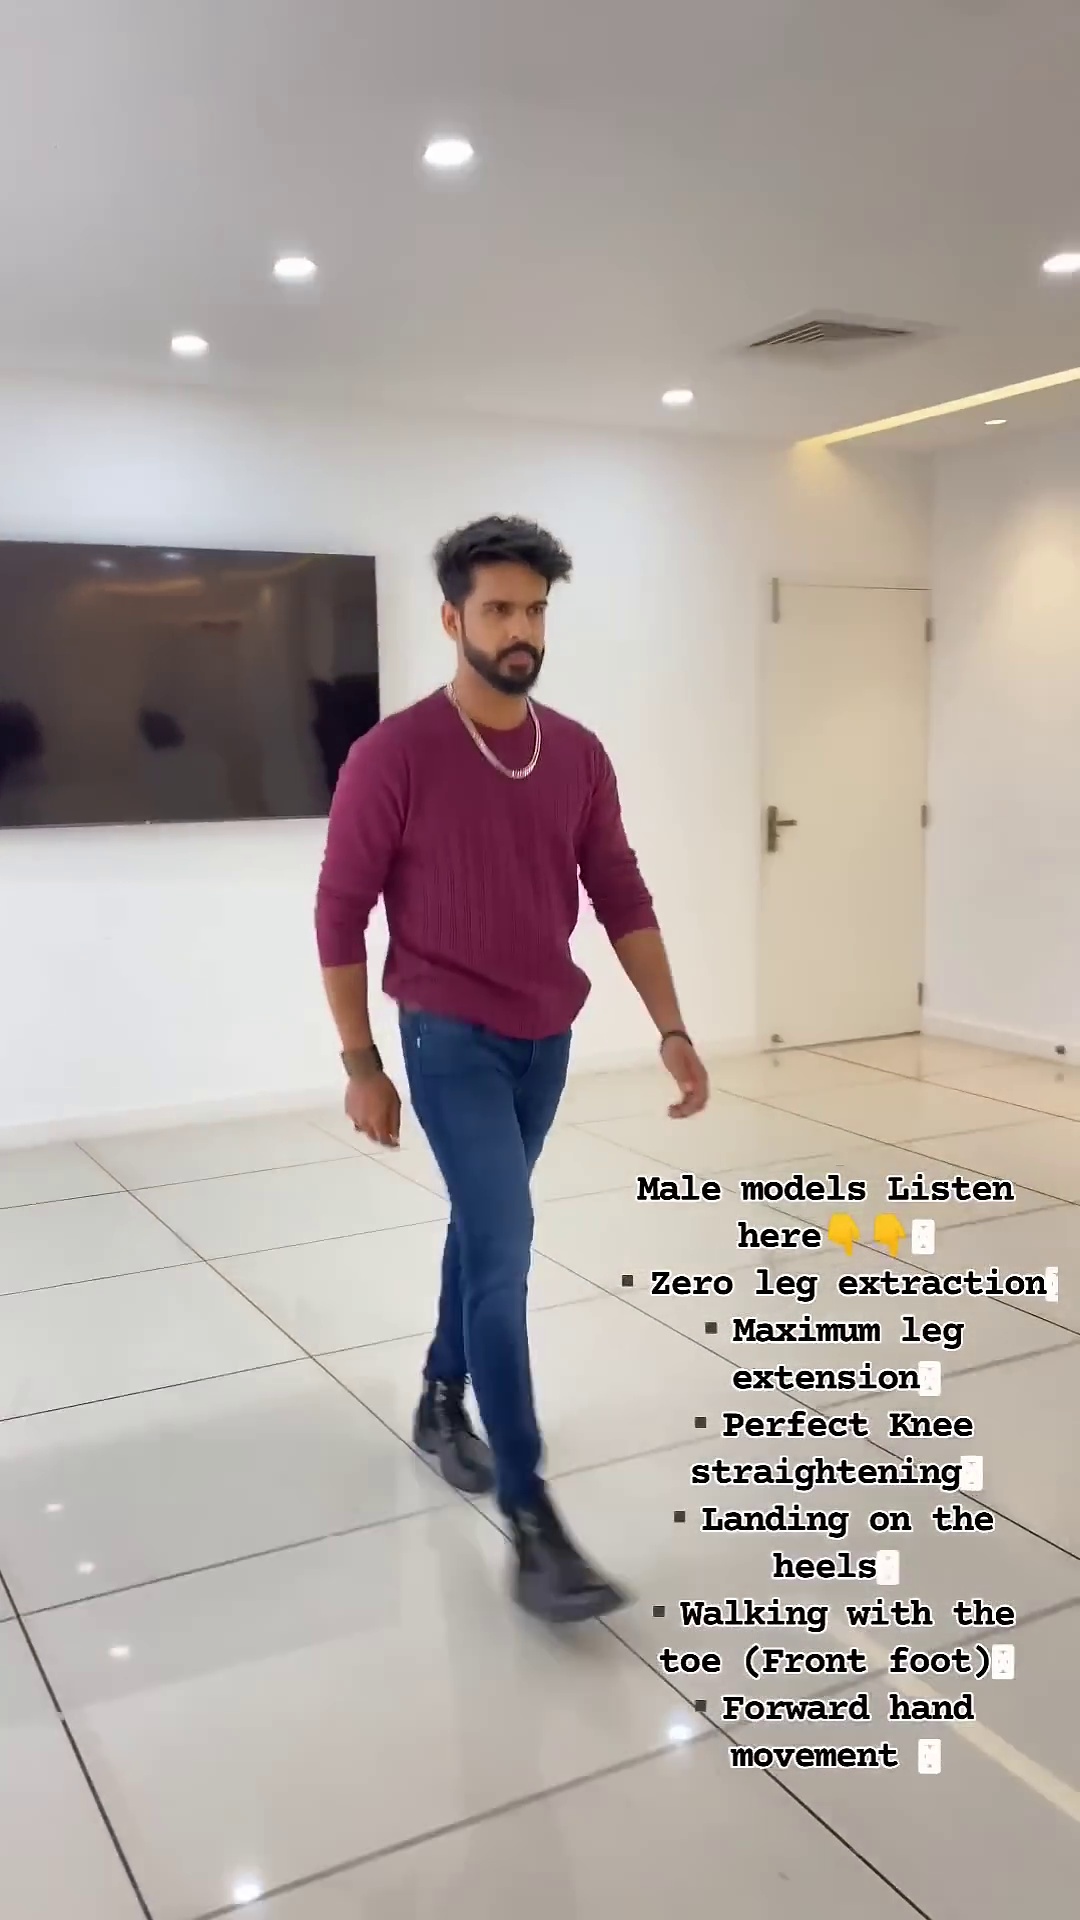 Male models Listen
here👇👇
▪ Zero leg extraction
▪ Maximum leg
extension
▪ Perfect Knee
straightening
▪ Landing on the
heels
▪ Walking with the
toe (Front foot)
▪ Forward hand
movement